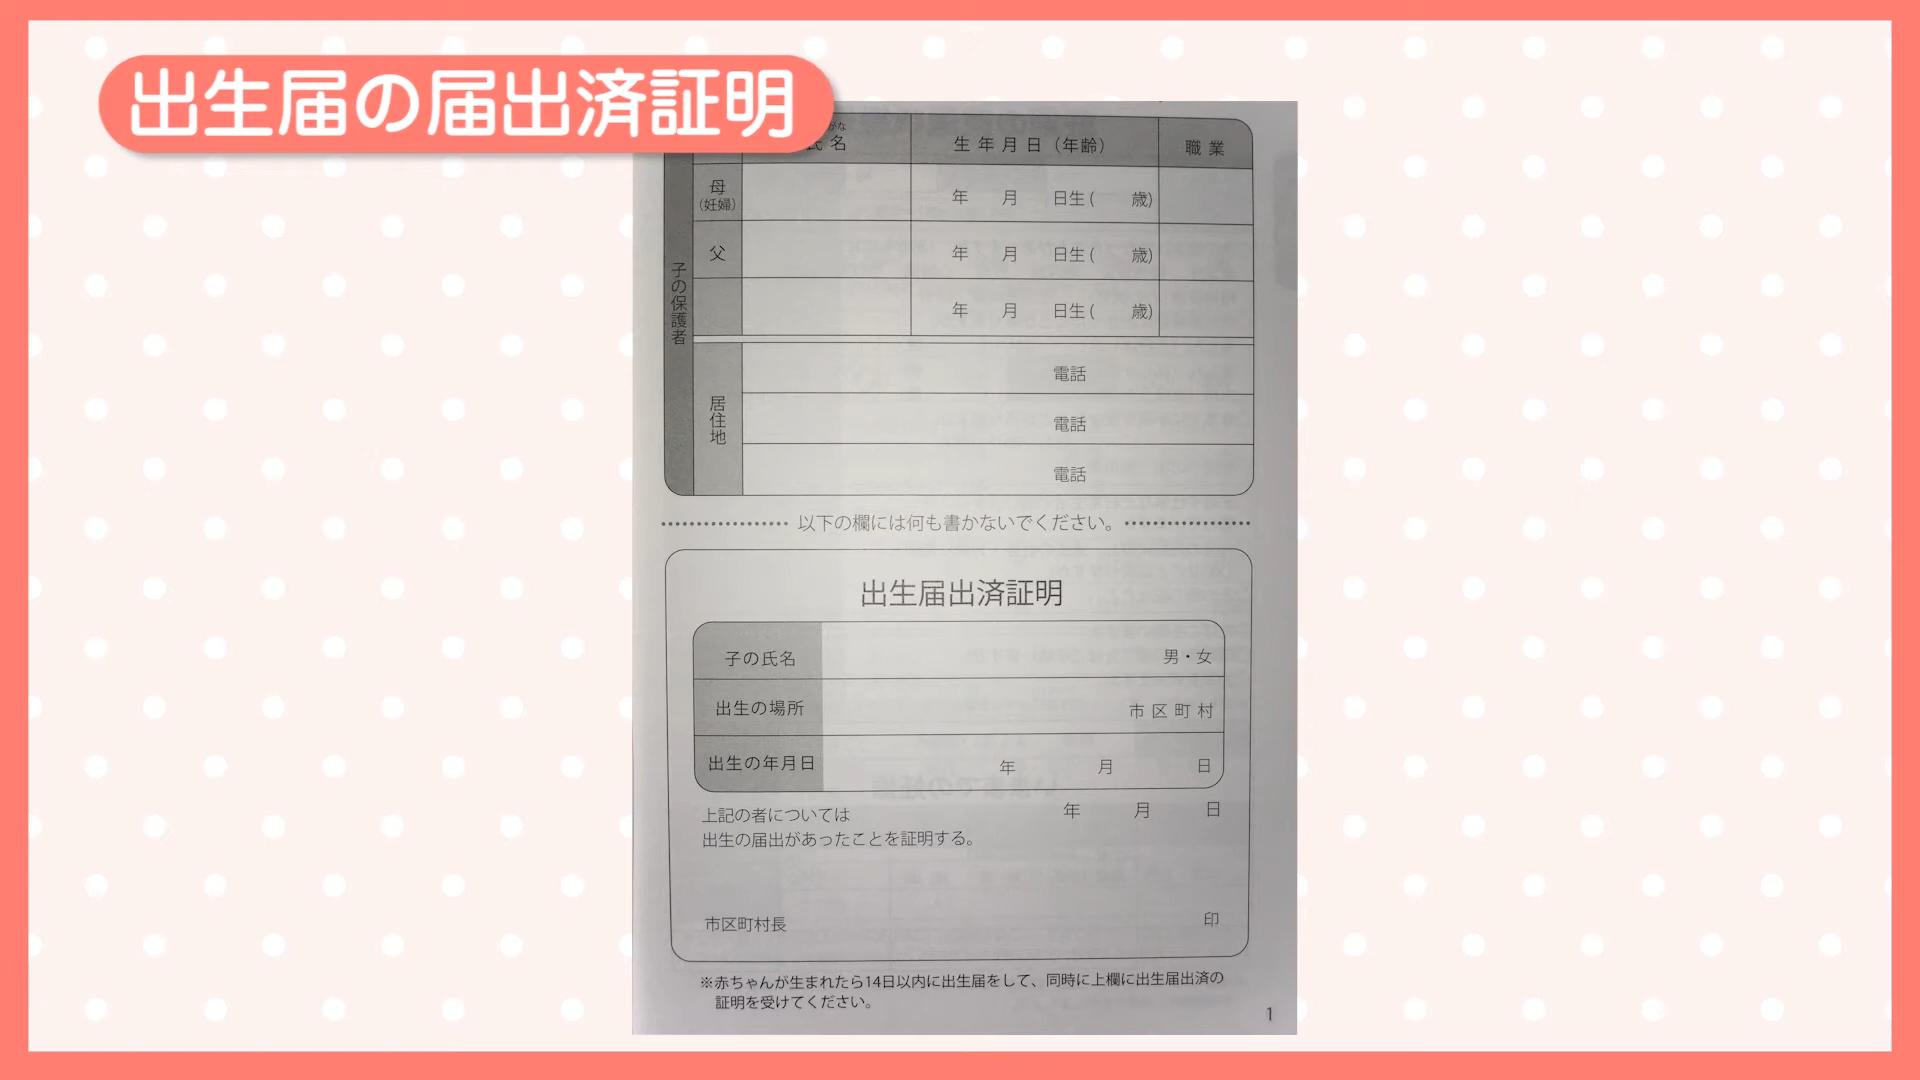 出生届の届出済証明
がな
氏 名
生 年 月 日（年齢）
職 業
子の保護者
母
（妊婦）
年 月 日生 ( 歳)
父
年 月 日生 ( 歳)
年 月 日生 ( 歳)
居住地
電話
電話
電話
以下の欄には何も書かないでください。
出生届出済証明
子の氏名
男・女
出生の場所
市 区 町 村
出生の年月日
年 月 日
上記の者については 年 月 日
出生の届出があったことを証明する。
市区町村長
印
※赤ちゃんが生まれたら14日以内に出生届をして、同時に上欄に出生届出済の
証明を受けてください。
1